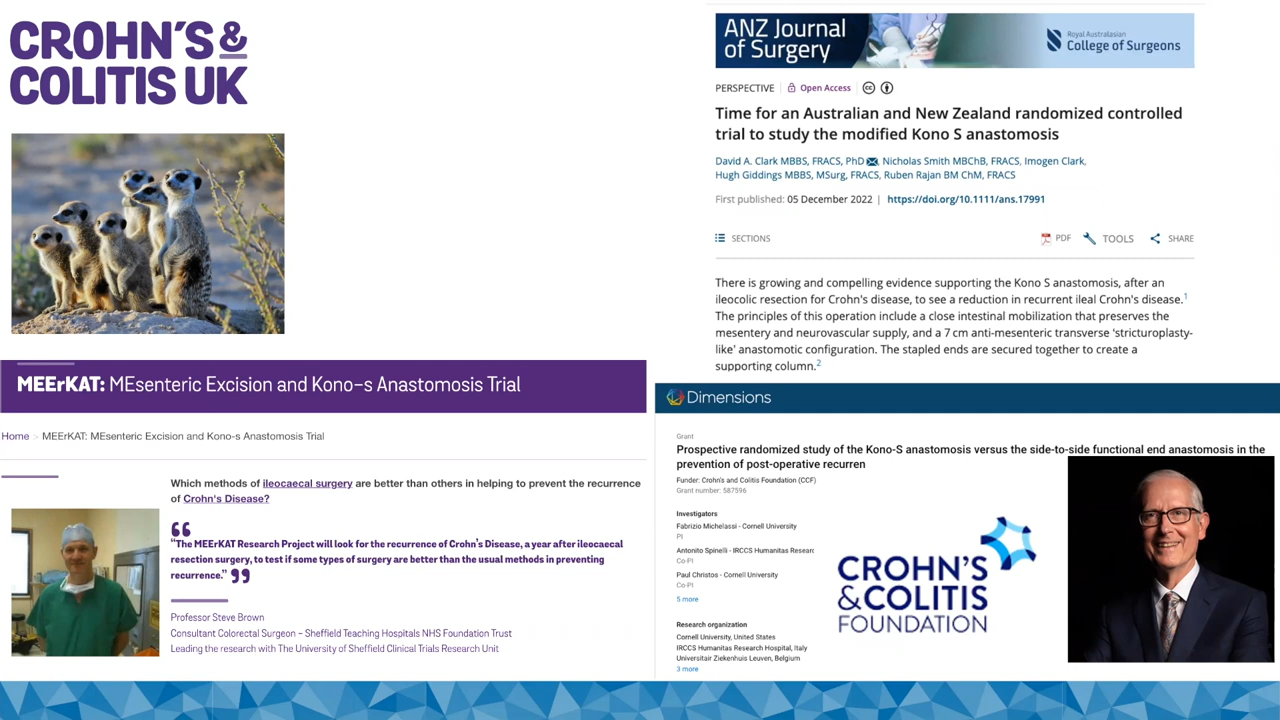 CROHN'S &
COLITIS UK
MEErKAT: MEsenteric Excision and Kono-s Anastomosis Trial
Home > MEErKAT: MEsenteric Excision and Kono-s Anastomosis Trial
Which methods of ileocaecal surgery are better than others in helping to prevent the recurrence
of Crohn's Disease?
“The MEErKAT Research Project will look for the recurrence of Crohn's Disease, a year after ileocaecal
resection surgery, to test if some types of surgery are better than the usual methods in preventing
recurrence.”
Professor Steve Brown
Consultant Colorectal Surgeon – Sheffield Teaching Hospitals NHS Foundation Trust
Leading the research with The University of Sheffield Clinical Trials Research Unit
ANZ Journal
of Surgery
Royal Australasian
College of Surgeons
PERSPECTIVE Open Access
Time for an Australian and New Zealand randomized controlled
trial to study the modified Kono S anastomosis
David A. Clark MBBS, FRACS, PhD, Nicholas Smith MBChB, FRACS, Imogen Clark,
Hugh Giddings MBBS, MSurg, FRACS, Ruben Rajan BM ChM, FRACS
First published: 05 December 2022 | https://doi.org/10.1111/ans.17991
SECTIONS PDF TOOLS SHARE
There is growing and compelling evidence supporting the Kono S anastomosis, after an
ileocolic resection for Crohn's disease, to see a reduction in recurrent ileal Crohn's disease.1
The principles of this operation include a close intestinal mobilization that preserves the
mesentery and neurovascular supply, and a 7 cm anti-mesenteric transverse 'stricturoplasty-
like' anastomotic configuration. The stapled ends are secured together to create a
supporting column.2
Dimensions
Grant
Prospective randomized study of the Kono-S anastomosis versus the side-to-side functional end anastomosis in the
prevention of post-operative recurren
Funder: Crohn's and Colitis Foundation (CCF)
Grant number: 587596
Investigators
Fabrizio Michelassi - Cornell University
PI
Antonito Spinelli - IRCCS Humanitas Researc
Co-PI
Paul Christos - Cornell University
Co-PI
5 more
Research organization
Cornell University, United States
IRCCS Humanitas Research Hospital, Italy
Universitair Ziekenhuis Leuven, Belgium
3 more
CROHN'S
&COLITIS
FOUNDATION